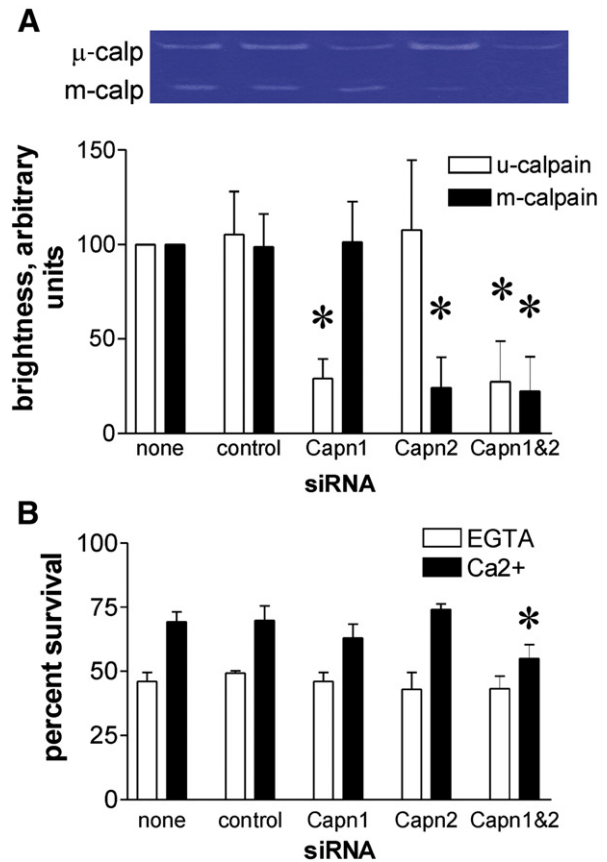 A
μ-calp
m-calp
brightness, arbitrary
units
150
100
50
0
u-calpain
m-calpain
*
*
*
*
none control Capn1 Capn2 Capn1&2
siRNA
B
percent survival
100
75
50
25
0
EGTA
Ca2+
*
none control Capn1 Capn2 Capn1&2
siRNA